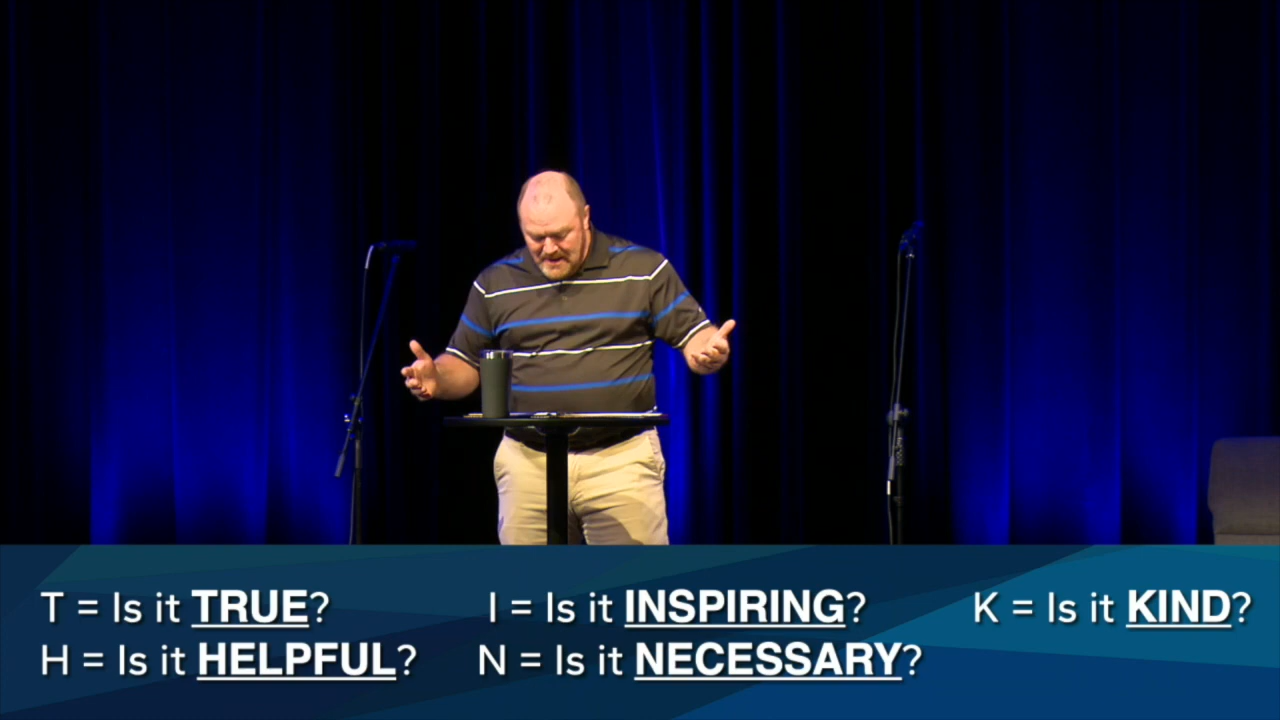 T = Is it TRUE?
H = Is it HELPFUL?
I = Is it INSPIRING?
N = Is it NECESSARY?
K = Is it KIND?